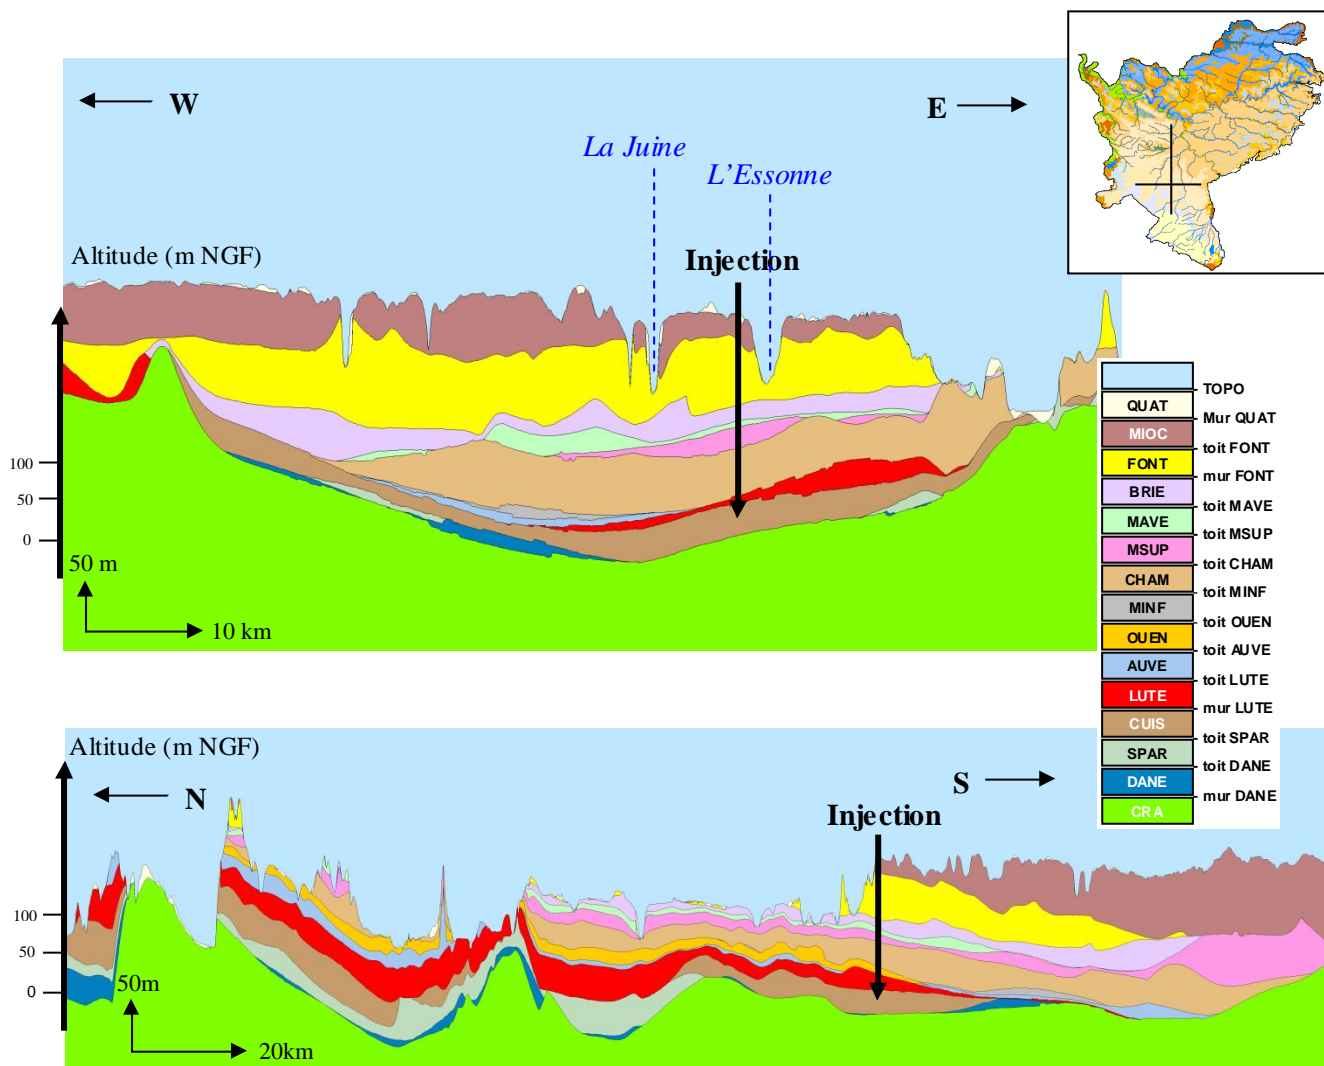 W
E
La Juine
L'Essonne
Altitude (m NGF)
Injection
100
50
0
50 m
10 km
TOPO
QUAT
Mur QUAT
MIOC
toit FONT
FONT
mur FONT
BRIE
toit MAVE
MAVE
toit MSUP
MSUP
toit CHAM
CHAM
toit MINF
MINF
toit OUEN
OUEN
toit AUVE
AUVE
toit LUTE
LUTE
mur LUTE
CUIS
toit SPAR
SPAR
toit DANE
DANE
mur DANE
CRA
Altitude (m NGF)
N
S
Injection
100
50
0
50m
20km